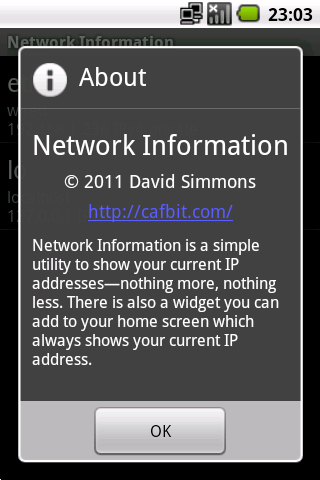 23:03
Network Information
About
Network Information
© 2011 David Simmons
http://cafbit.com/
Network Information is a simple
utility to show your current IP
addresses—nothing more, nothing
less. There is also a widget you can
add to your home screen which
always shows your current IP
address.
OK